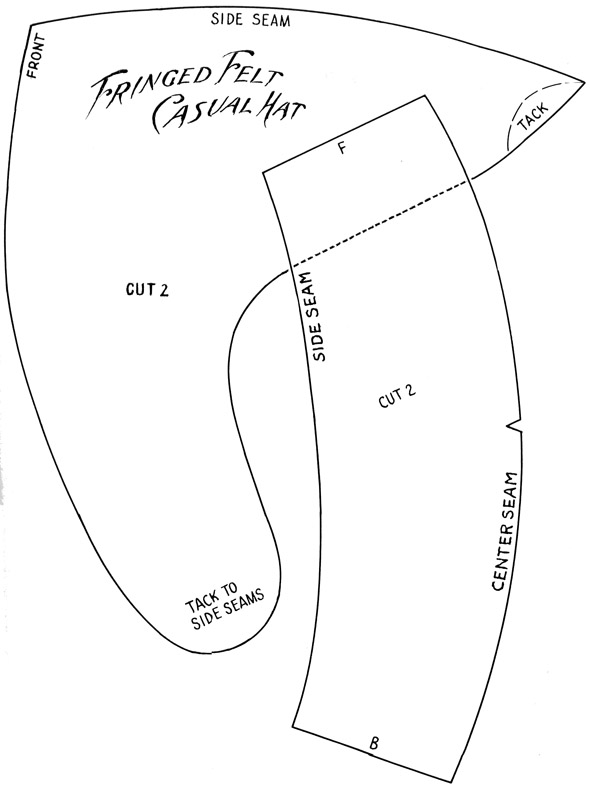 SIDE SEAM
FRONT
FRINGED FELT
CASUAL HAT
TACK
F
CUT 2
SIDE SEAM
CUT 2
CENTER SEAM
TACK TO
SIDE SEAMS
B